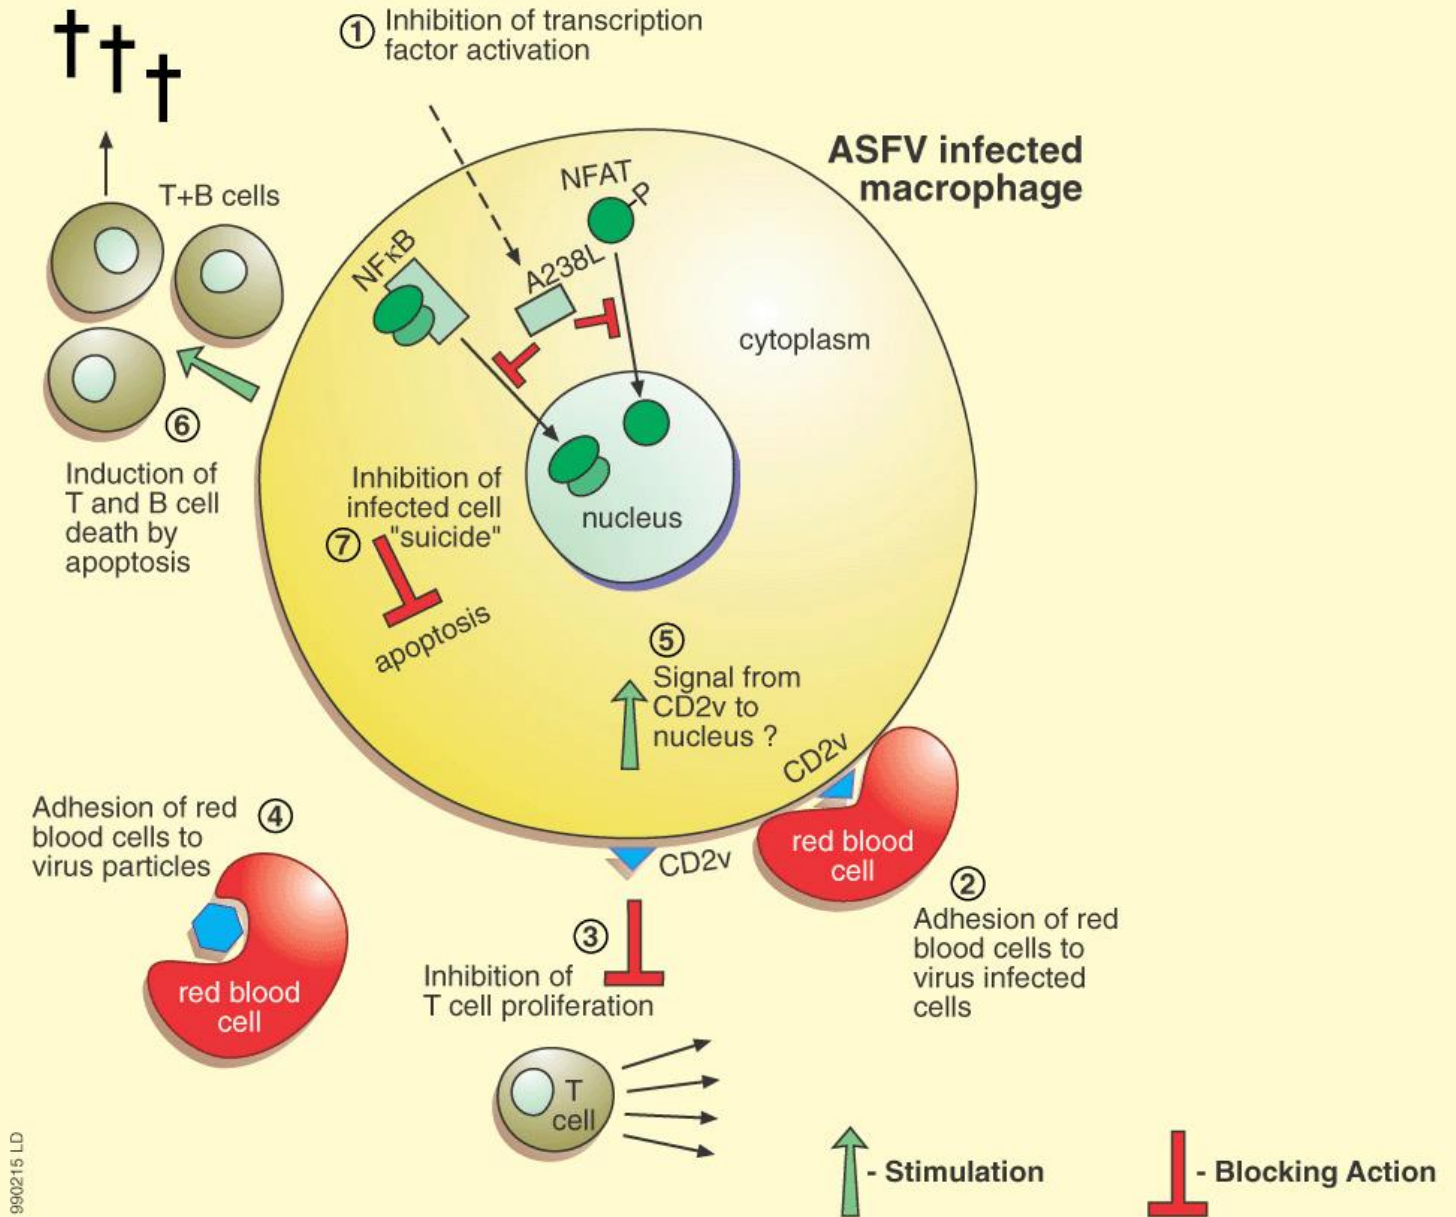 ① Inhibition of transcription
factor activation
ASFV infected
macrophage
NFAT
P
T+B cells
NFκB
A238L
cytoplasm
⑥
Induction of
T and B cell
death by
apoptosis
Inhibition of
infected cell
"suicide"
⑦
apoptosis
nucleus
⑤
Signal from
CD2v to
nucleus ?
CD2v
red blood
cell
②
Adhesion of red
blood cells to
virus infected
cells
Adhesion of red
blood cells to
virus particles
④
red blood
cell
CD2v
③
Inhibition of
T cell proliferation
T
cell
- Stimulation
- Blocking Action
990215 LD